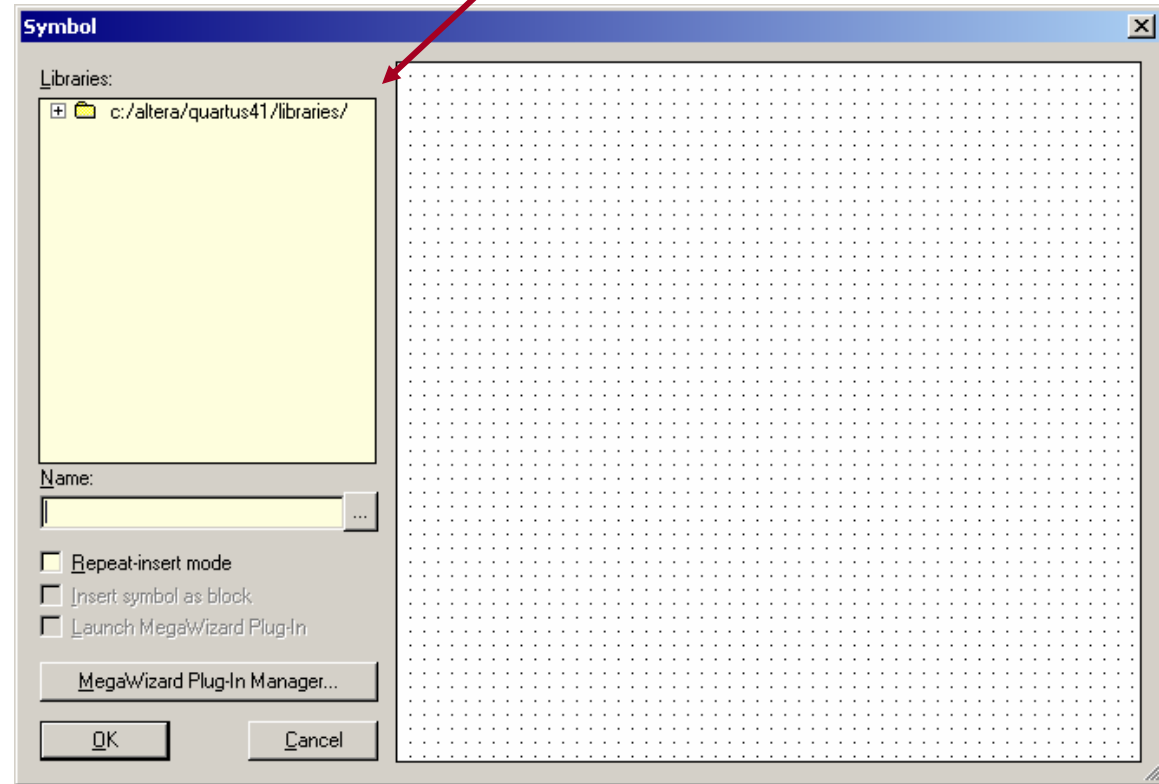 Symbol
Libraries:
c:/altera/quartus41/libraries/
Name:
...
Repeat-insert mode
Insert symbol as block
Launch MegaWizard Plug-In
MegaWizard Plug-In Manager...
OK Cancel